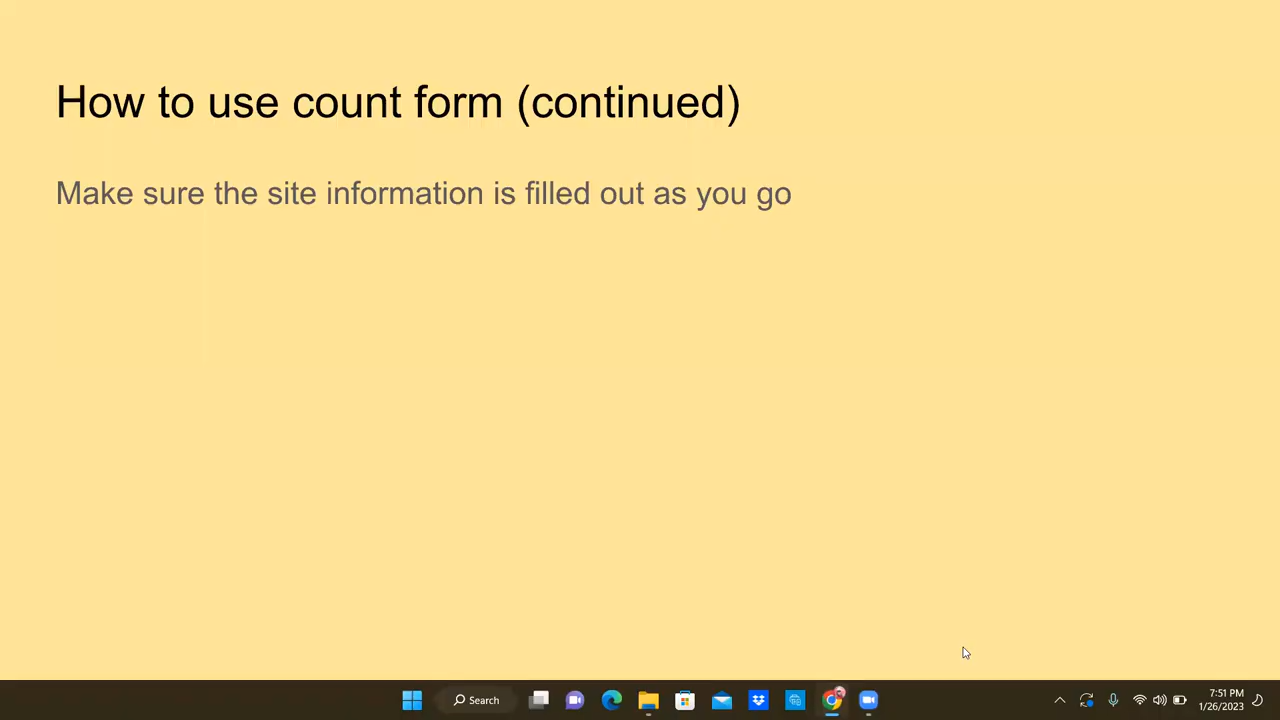 How to use count form (continued)
Make sure the site information is filled out as you go
Search
7:51 PM
1/26/2023